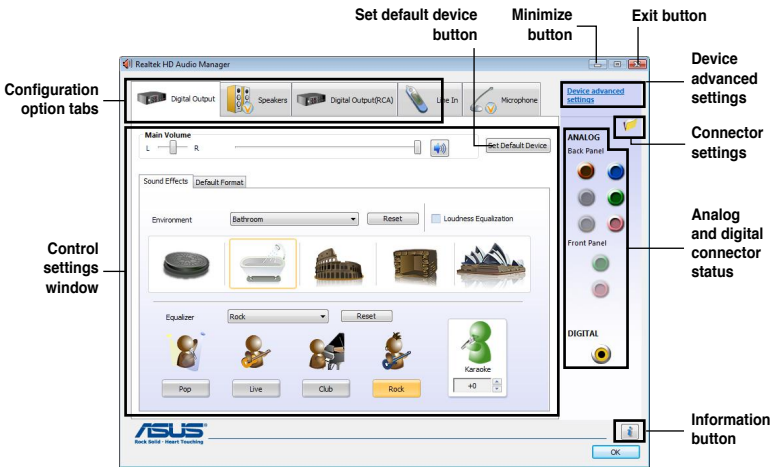 Set default device
button
Minimize
button
Exit button
Realtek HD Audio Manager
Configuration
option tabs
Digital Output
Speakers
Digital Output(RCA)
Line In
Microphone
Device advanced
settings
Device
advanced
settings
Main Volume
L
R
Set Default Device
ANALOG
Back Panel
Connector
settings
Sound Effects
Default Format
Environment
Bathroom
Reset
Loudness Equalization
Control
settings
window
Front Panel
Analog
and digital
connector
status
Equalizer
Rock
Reset
DIGITAL
Karaoke
Pop
Live
Club
Rock
+0
ASUS
Rock Solid - Heart Touching
Information
button
OK